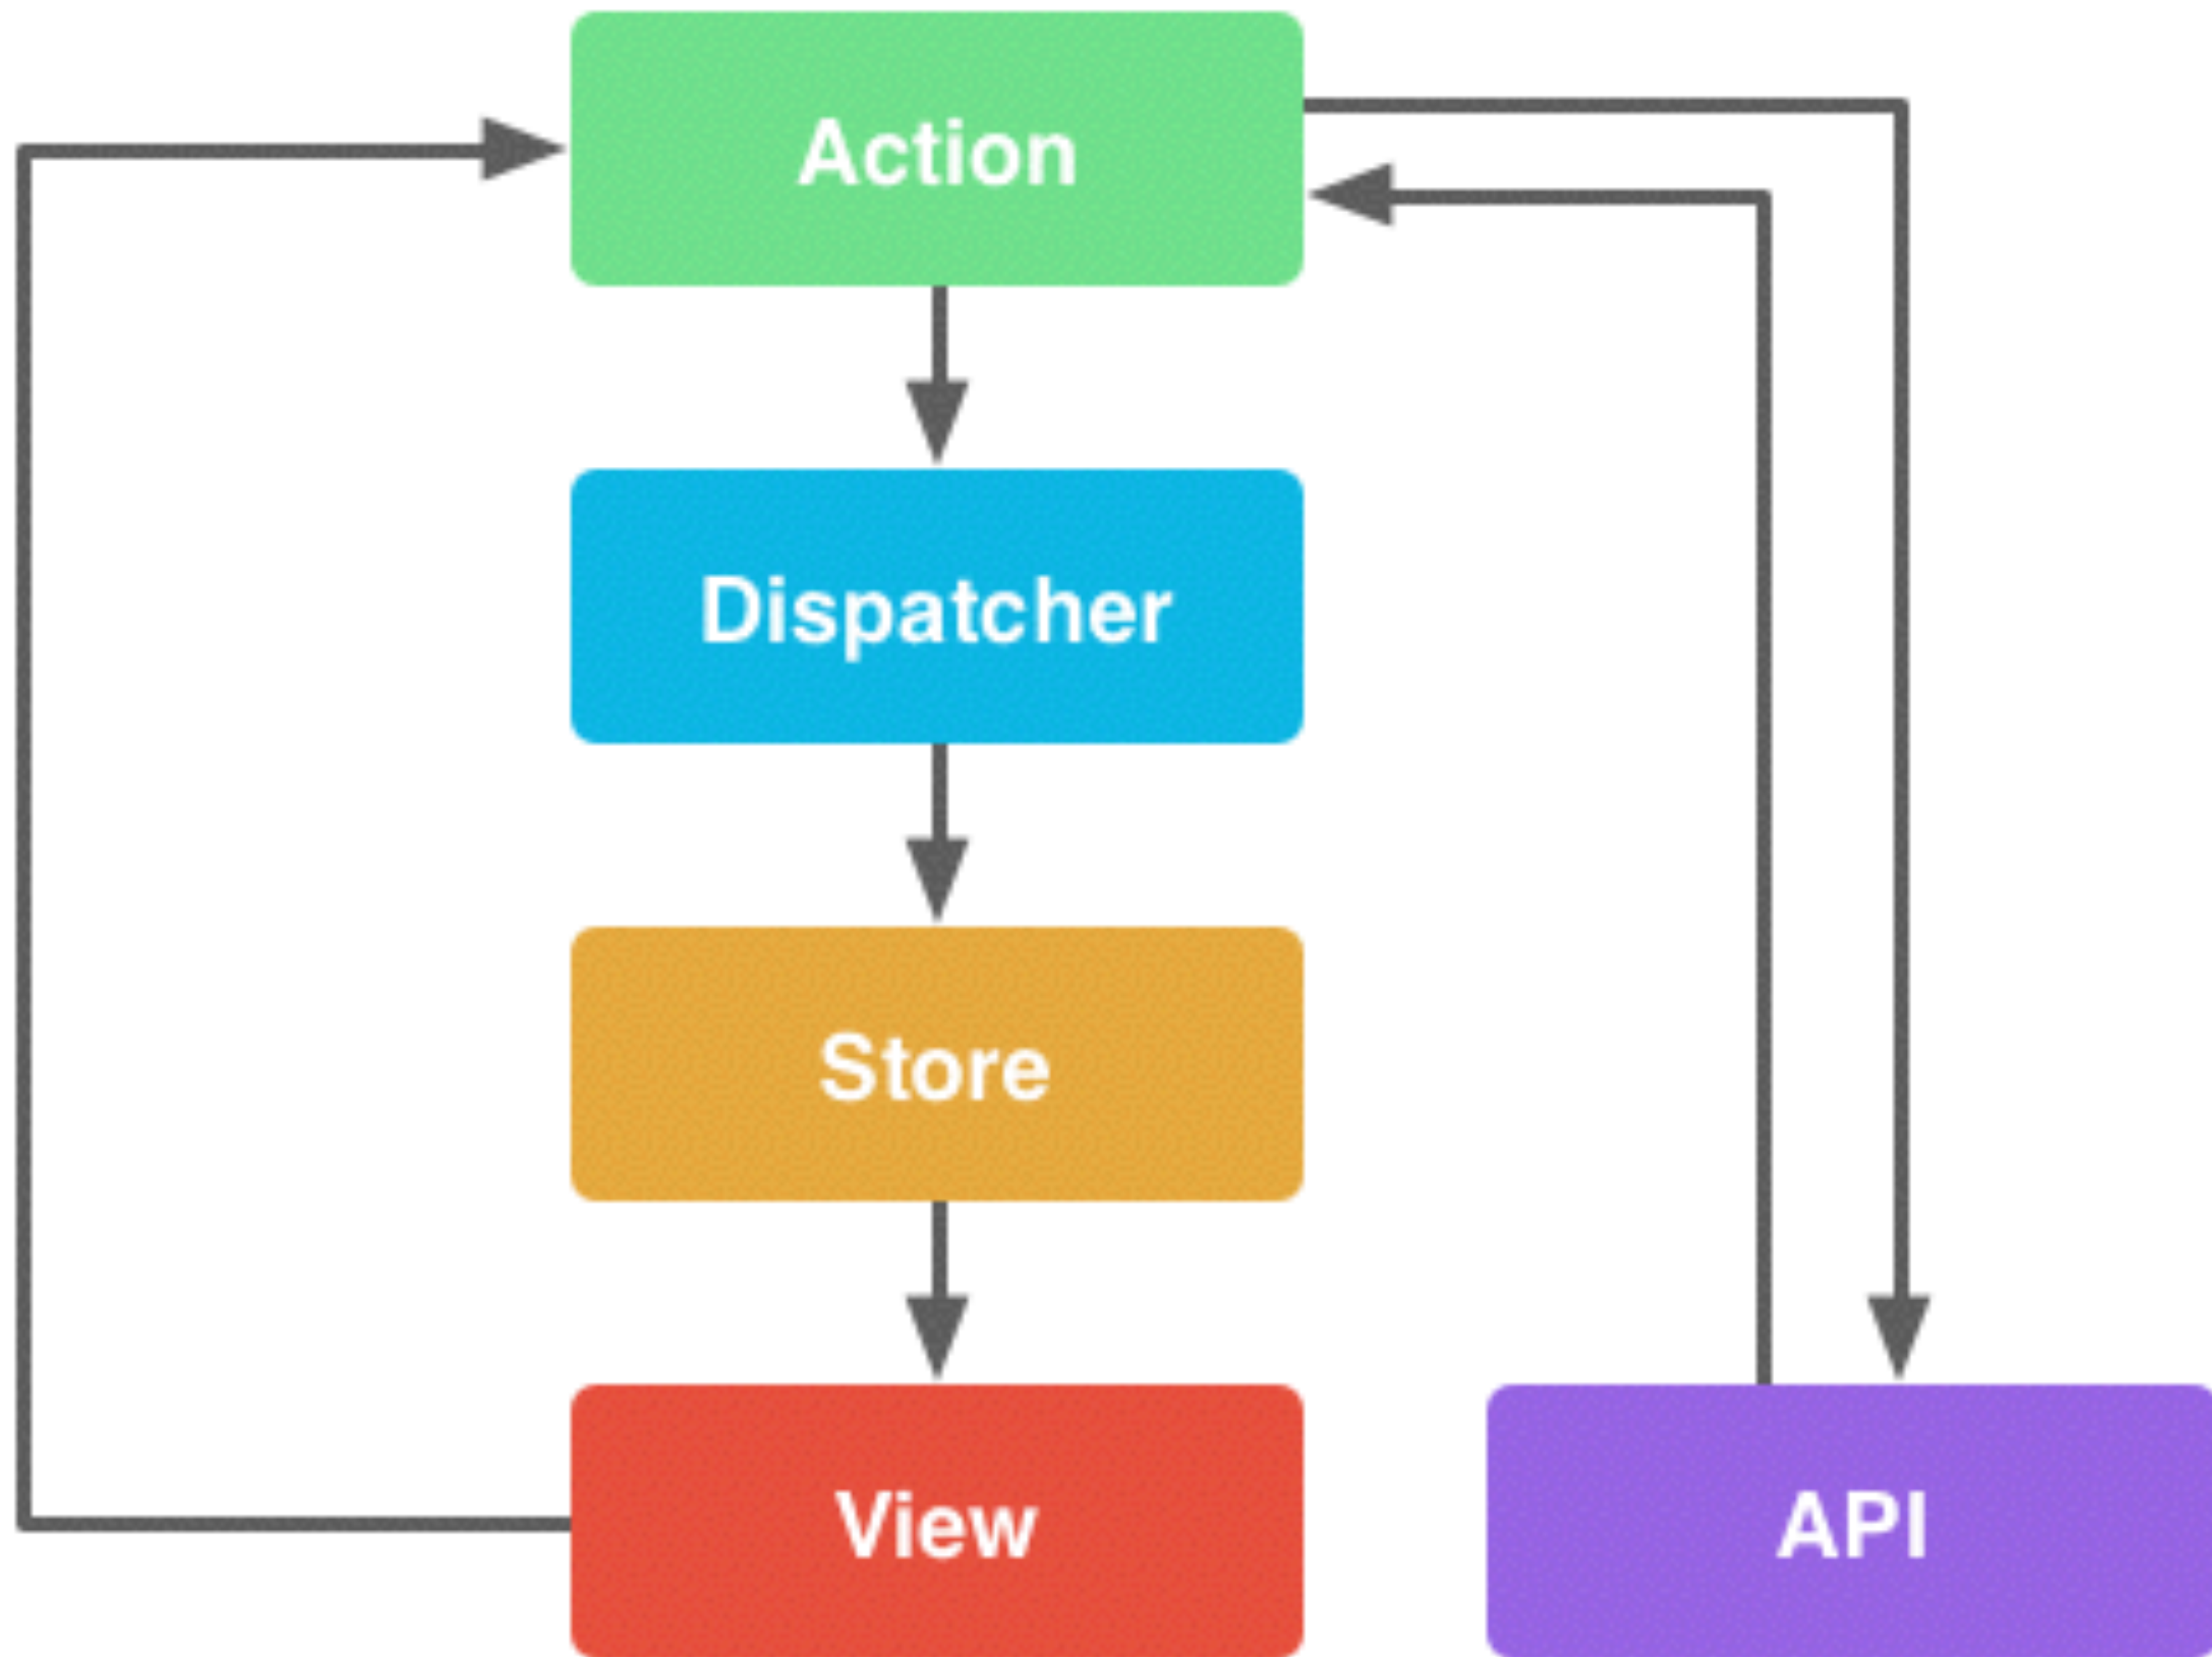 Action
Dispatcher
Store
View
API